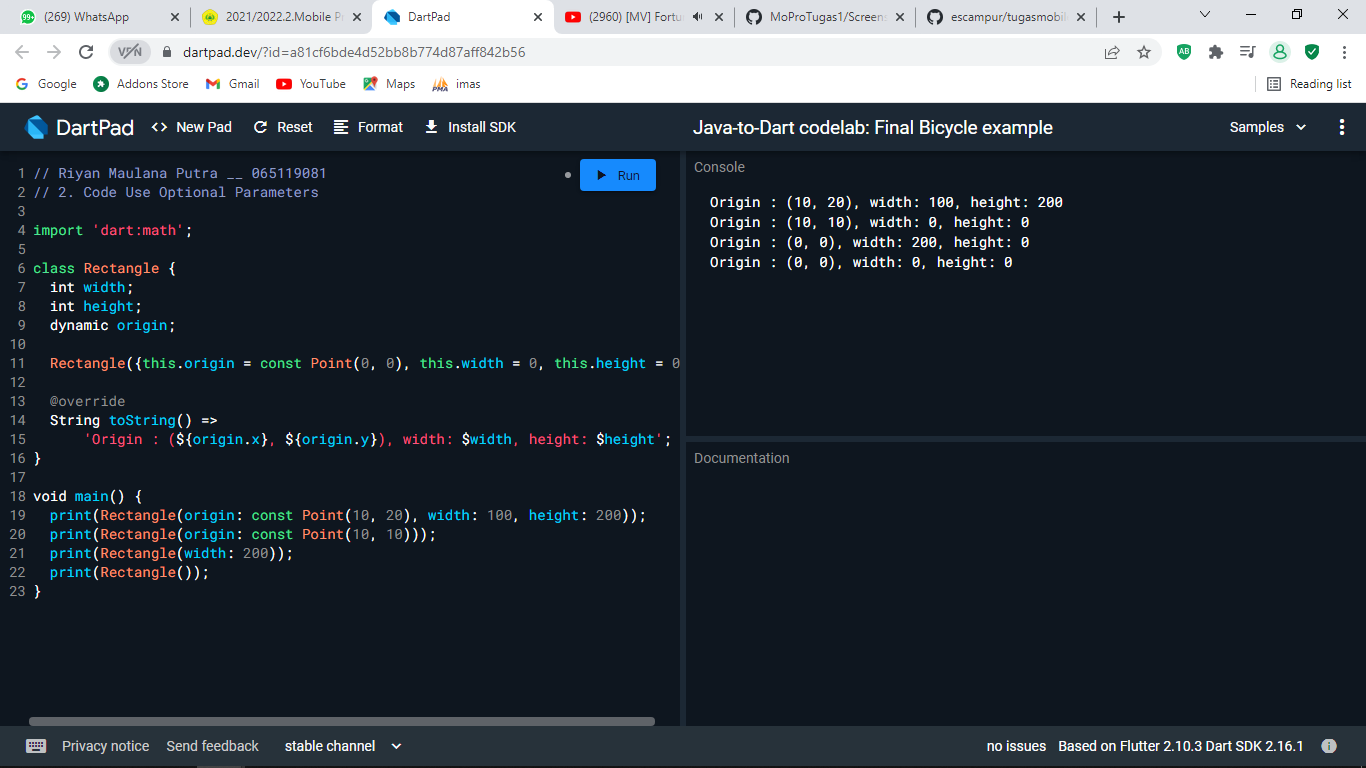 (269) WhatsApp
2021/2022.2.Mobile P
DartPad
(2960) [MV] Fortu
MoProTugas1/Screens
escampur/tugasmobil
VPN
dartpad.dev/?id=a81cf6bde4d52bb8b774d87aff842b56
AB
Google
Addons Store
Gmail
YouTube
Maps
PMA imas
Reading list
DartPad
<> New Pad
Reset
Format
Install SDK
Java-to-Dart codelab: Final Bicycle example
Samples
1 // Riyan Maulana Putra __ 065119081
2 // 2. Code Use Optional Parameters
3
4 import 'dart:math';
5
6 class Rectangle {
7   int width;
8   int height;
9   dynamic origin;
10
11   Rectangle({this.origin = const Point(0, 0), this.width = 0, this.height = 0
12
13   @override
14   String toString() =>
15       'Origin : (${origin.x}, ${origin.y}), width: $width, height: $height';
16 }
17
18 void main() {
19   print(Rectangle(origin: const Point(10, 20), width: 100, height: 200));
20   print(Rectangle(origin: const Point(10, 10)));
21   print(Rectangle(width: 200));
22   print(Rectangle());
23 }
Run
Console
Origin : (10, 20), width: 100, height: 200
Origin : (10, 10), width: 0, height: 0
Origin : (0, 0), width: 200, height: 0
Origin : (0, 0), width: 0, height: 0
Documentation
Privacy notice
Send feedback
stable channel
no issues
Based on Flutter 2.10.3 Dart SDK 2.16.1